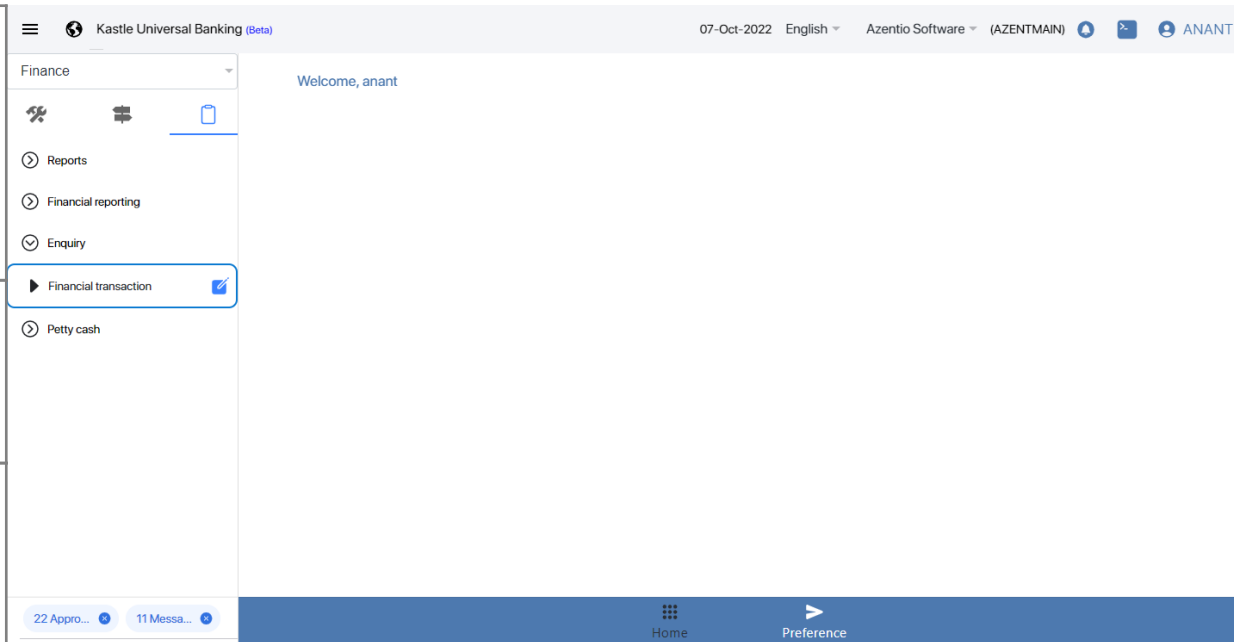 Kastle Universal Banking (Beta)
07-Oct-2022 English Azentio Software (AZENTMAIN) ANANT
Finance
Welcome, anant
Reports
Financial reporting
Enquiry
Financial transaction
Petty cash
22 Appro... 11 Messa...
Home Preference